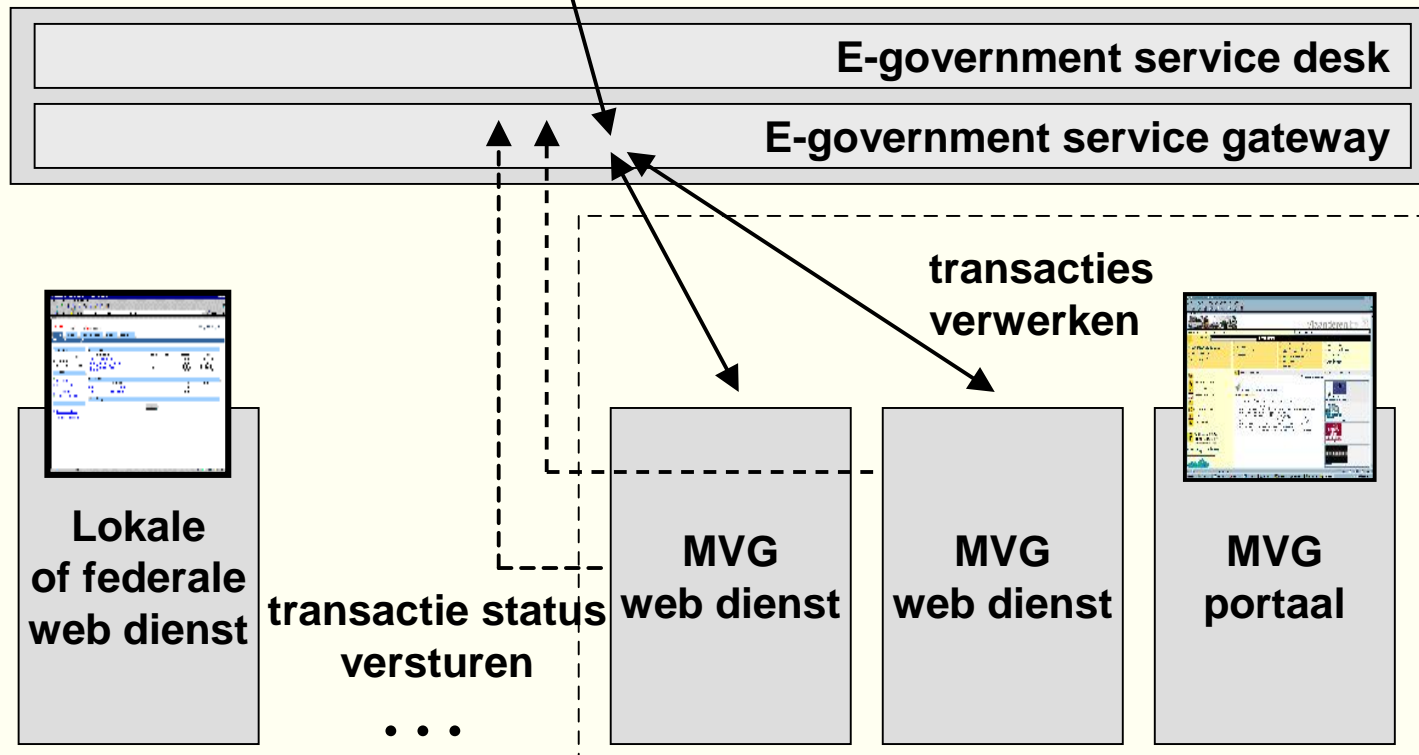 E-government service desk
E-government service gateway
transacties
verwerken
vlaanderen
Lokale
of federale
web dienst
transactie status
versturen
. . .
MVG
web dienst
MVG
web dienst
MVG
portaal